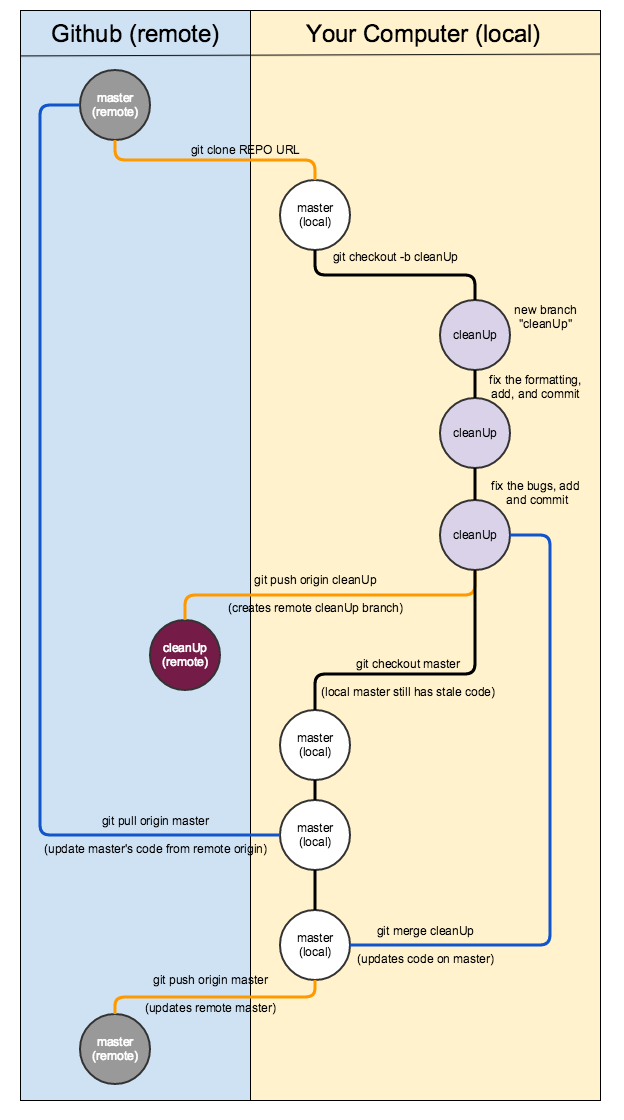 Github (remote)
Your Computer (local)
master
(remote)
git clone REPO URL
master
(local)
git checkout -b cleanUp
cleanUp
new branch
"cleanUp"
fix the formatting,
add, and commit
cleanUp
fix the bugs, add
and commit
cleanUp
git push origin cleanUp
(creates remote cleanUp branch)
cleanUp
(remote)
git checkout master
(local master still has stale code)
master
(local)
git pull origin master
(update master's code from remote origin)
master
(local)
master
(local)
git merge cleanUp
(updates code on master)
git push origin master
(updates remote master)
master
(remote)